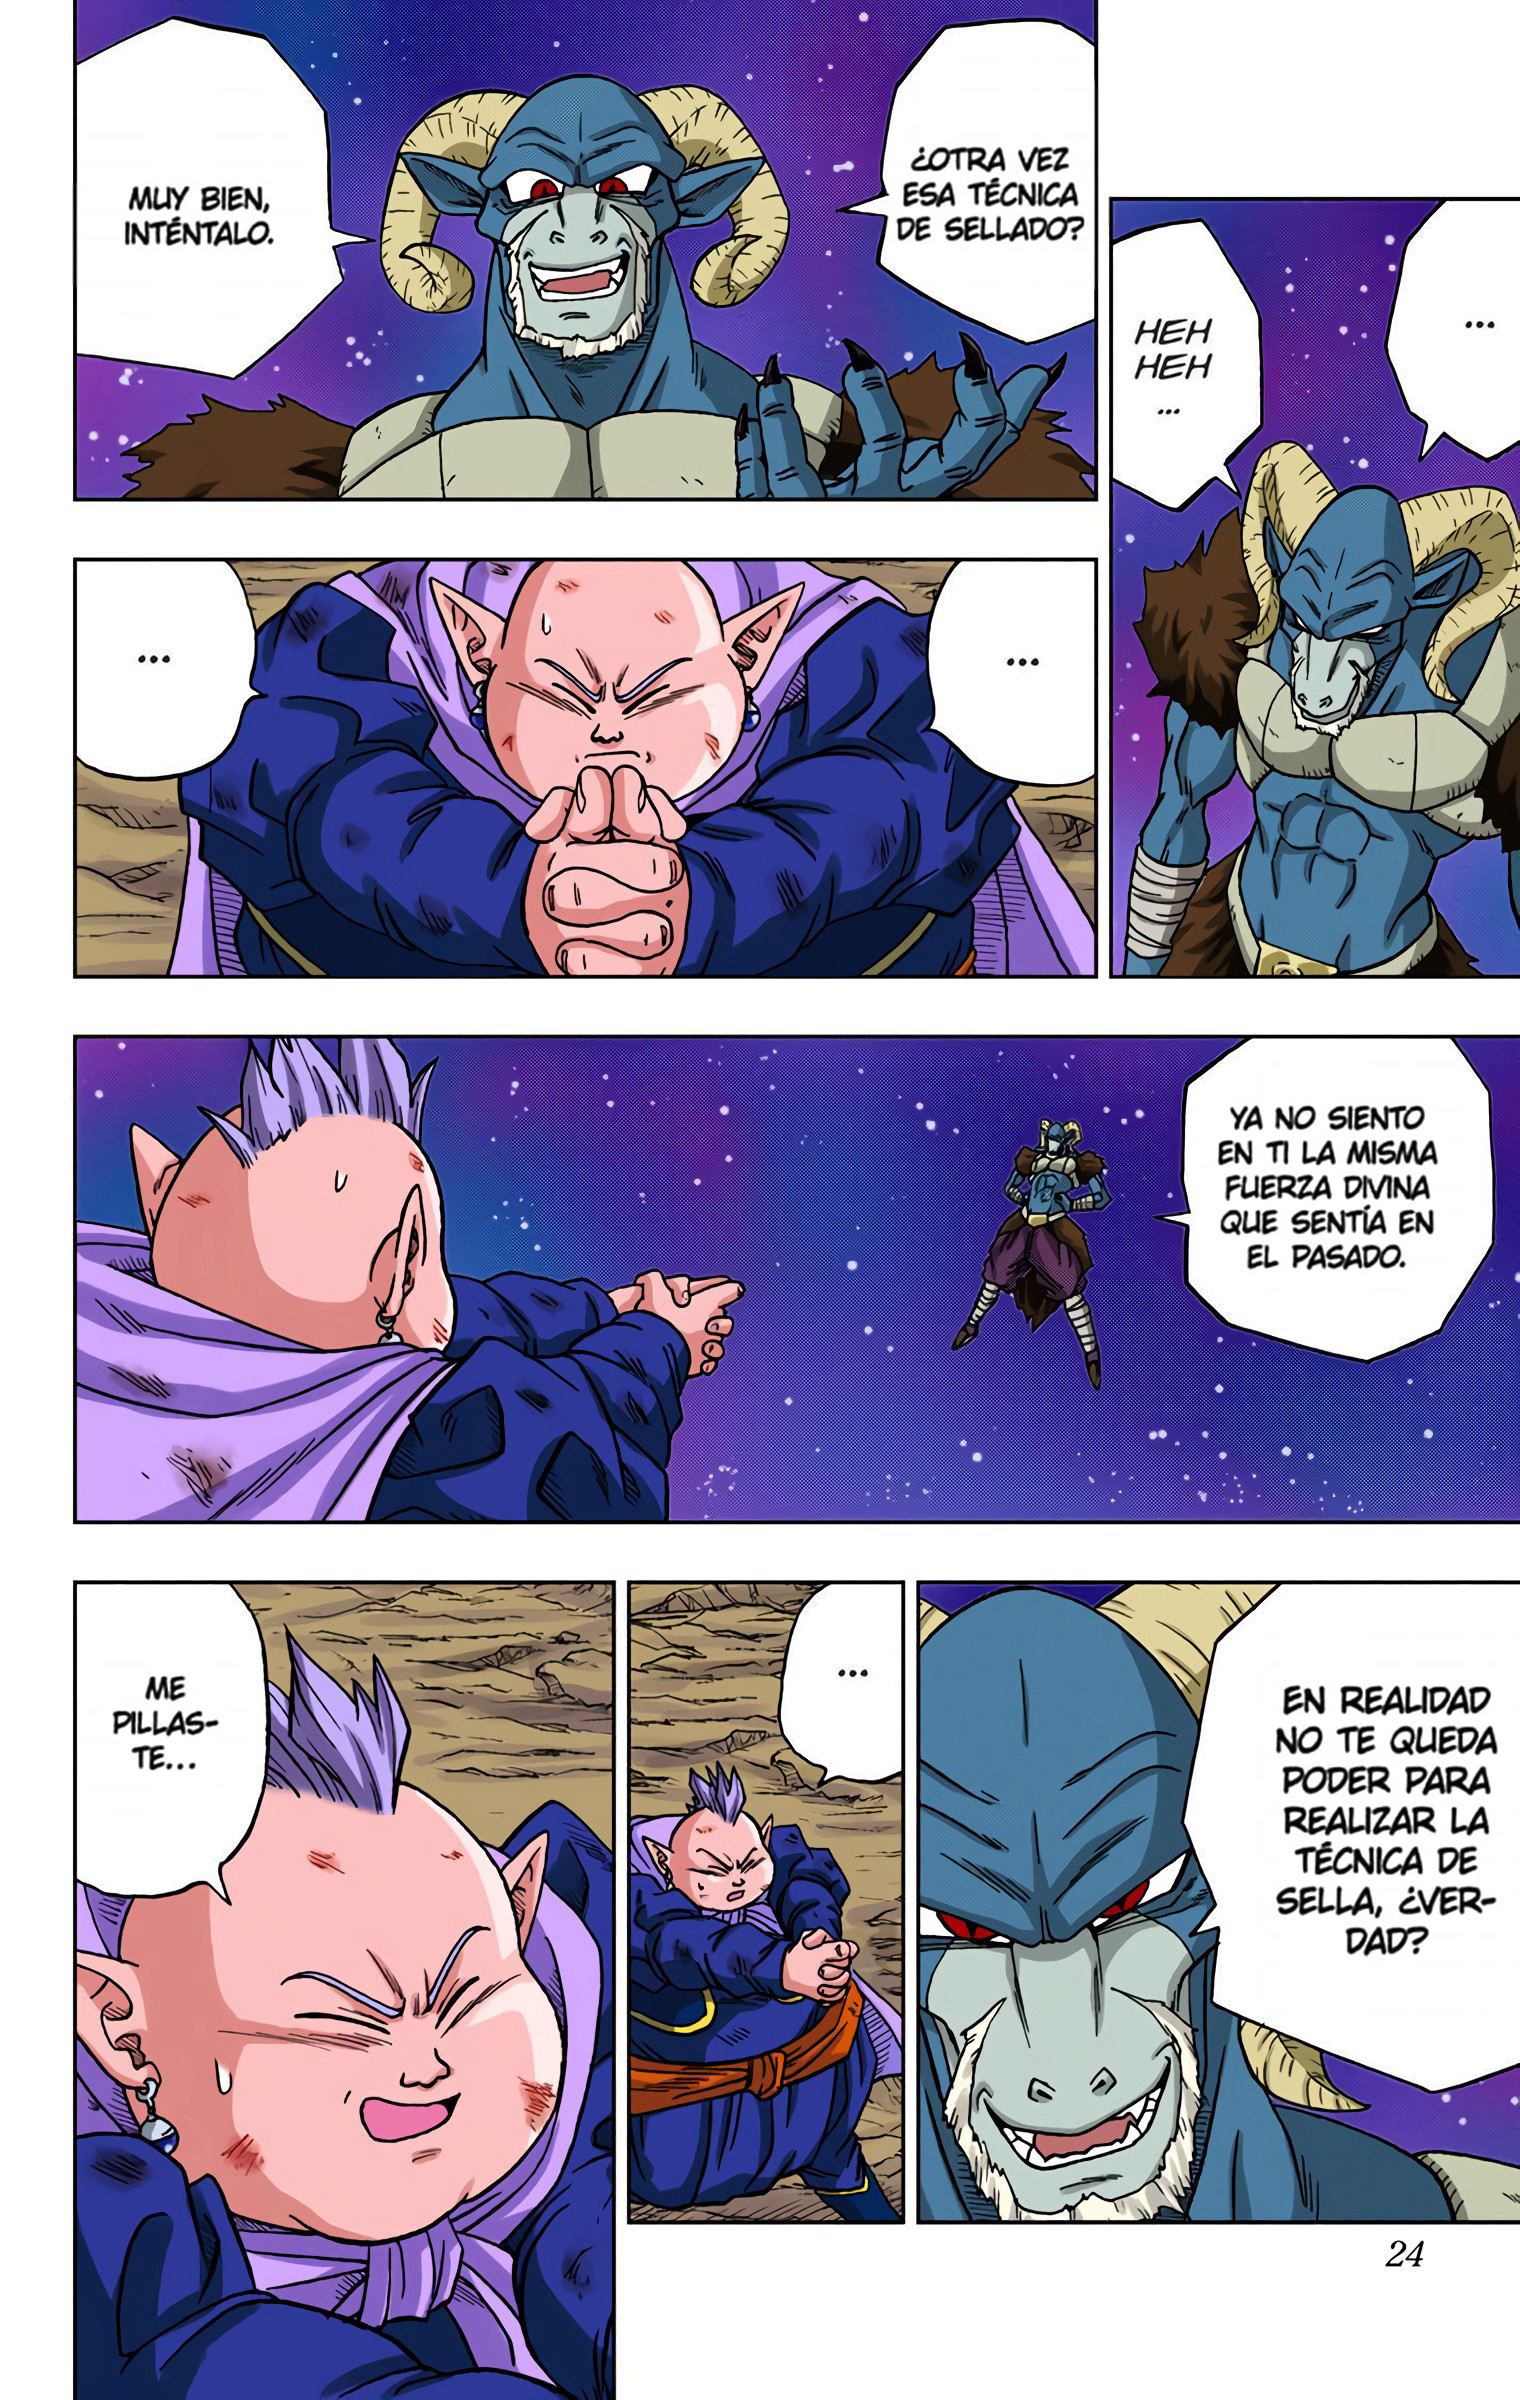 ...
HEH
HEH
...
¿OTRA VEZ
ESA TÉCNICA
DE SELLADO?
MUY BIEN,
INTÉNTALO.
...
...
YA NO SIENTO
EN TI LA MISMA
FUERZA DIVINA
QUE SENTÍA EN
EL PASADO.
EN REALIDAD
NO TE QUEDA
PODER PARA
REALIZAR LA
TÉCNICA DE
SELLA, ¿VER-
DAD?
...
ME
PILLAS-
TE...
24